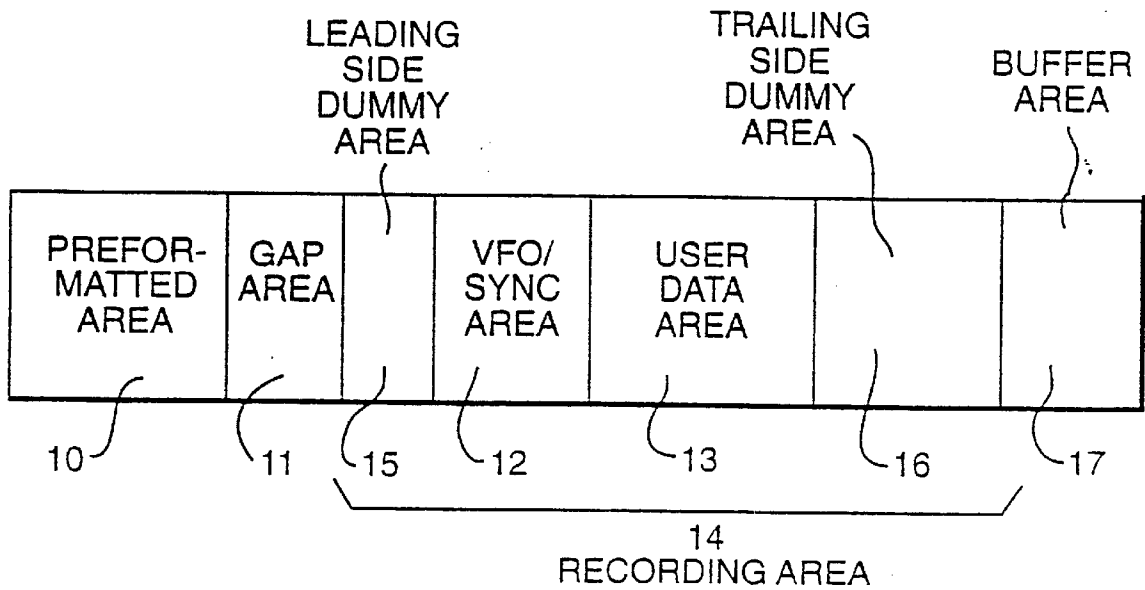 LEADING
SIDE
DUMMY
AREA
TRAILING
SIDE
DUMMY
AREA
BUFFER
AREA
PREFOR-
MATTED
AREA
GAP
AREA
VFO/
SYNC
AREA
USER
DATA
AREA
10
11
15
12
13
16
17
14
RECORDING AREA